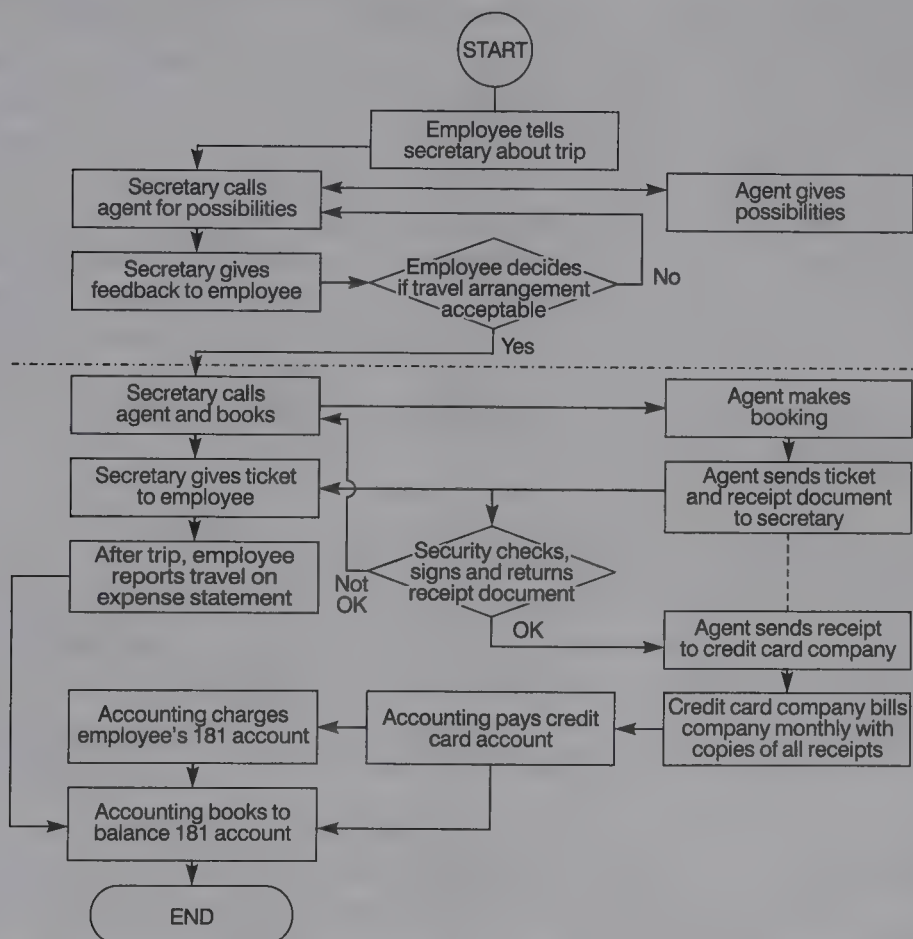 START
Employee tells
secretary about trip
Secretary calls
agent for possibilities
Agent gives
possibilities
Secretary gives
feedback to employee
Employee decides
if travel arrangement
acceptable
No
Yes
Secretary calls
agent and books
Agent makes
booking
Secretary gives ticket
to employee
Agent sends ticket
and receipt document
to secretary
After trip, employee
reports travel on
expense statement
Security checks,
signs and returns
receipt document
Not
OK
OK
Agent sends receipt
to credit card company
Accounting charges
employee's 181 account
Accounting pays credit
card account
Credit card company bills
company monthly with
copies of all receipts
Accounting books to
balance 181 account
END